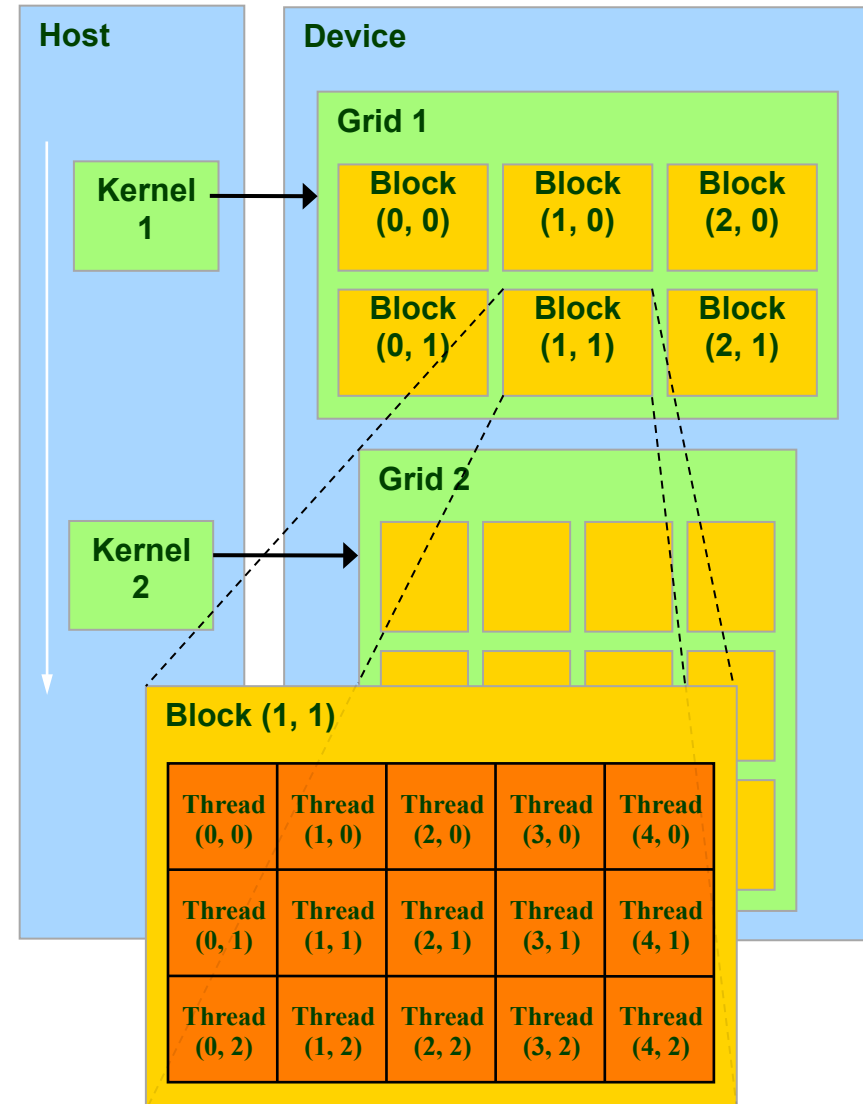 Host
Device
Grid 1
Kernel
1
Block
(0, 0)
Block
(1, 0)
Block
(2, 0)
Block
(0, 1)
Block
(1, 1)
Block
(2, 1)
Grid 2
Kernel
2
Block (1, 1)
Thread
(0, 0)
Thread
(1, 0)
Thread
(2, 0)
Thread
(3, 0)
Thread
(4, 0)
Thread
(0, 1)
Thread
(1, 1)
Thread
(2, 1)
Thread
(3, 1)
Thread
(4, 1)
Thread
(0, 2)
Thread
(1, 2)
Thread
(2, 2)
Thread
(3, 2)
Thread
(4, 2)